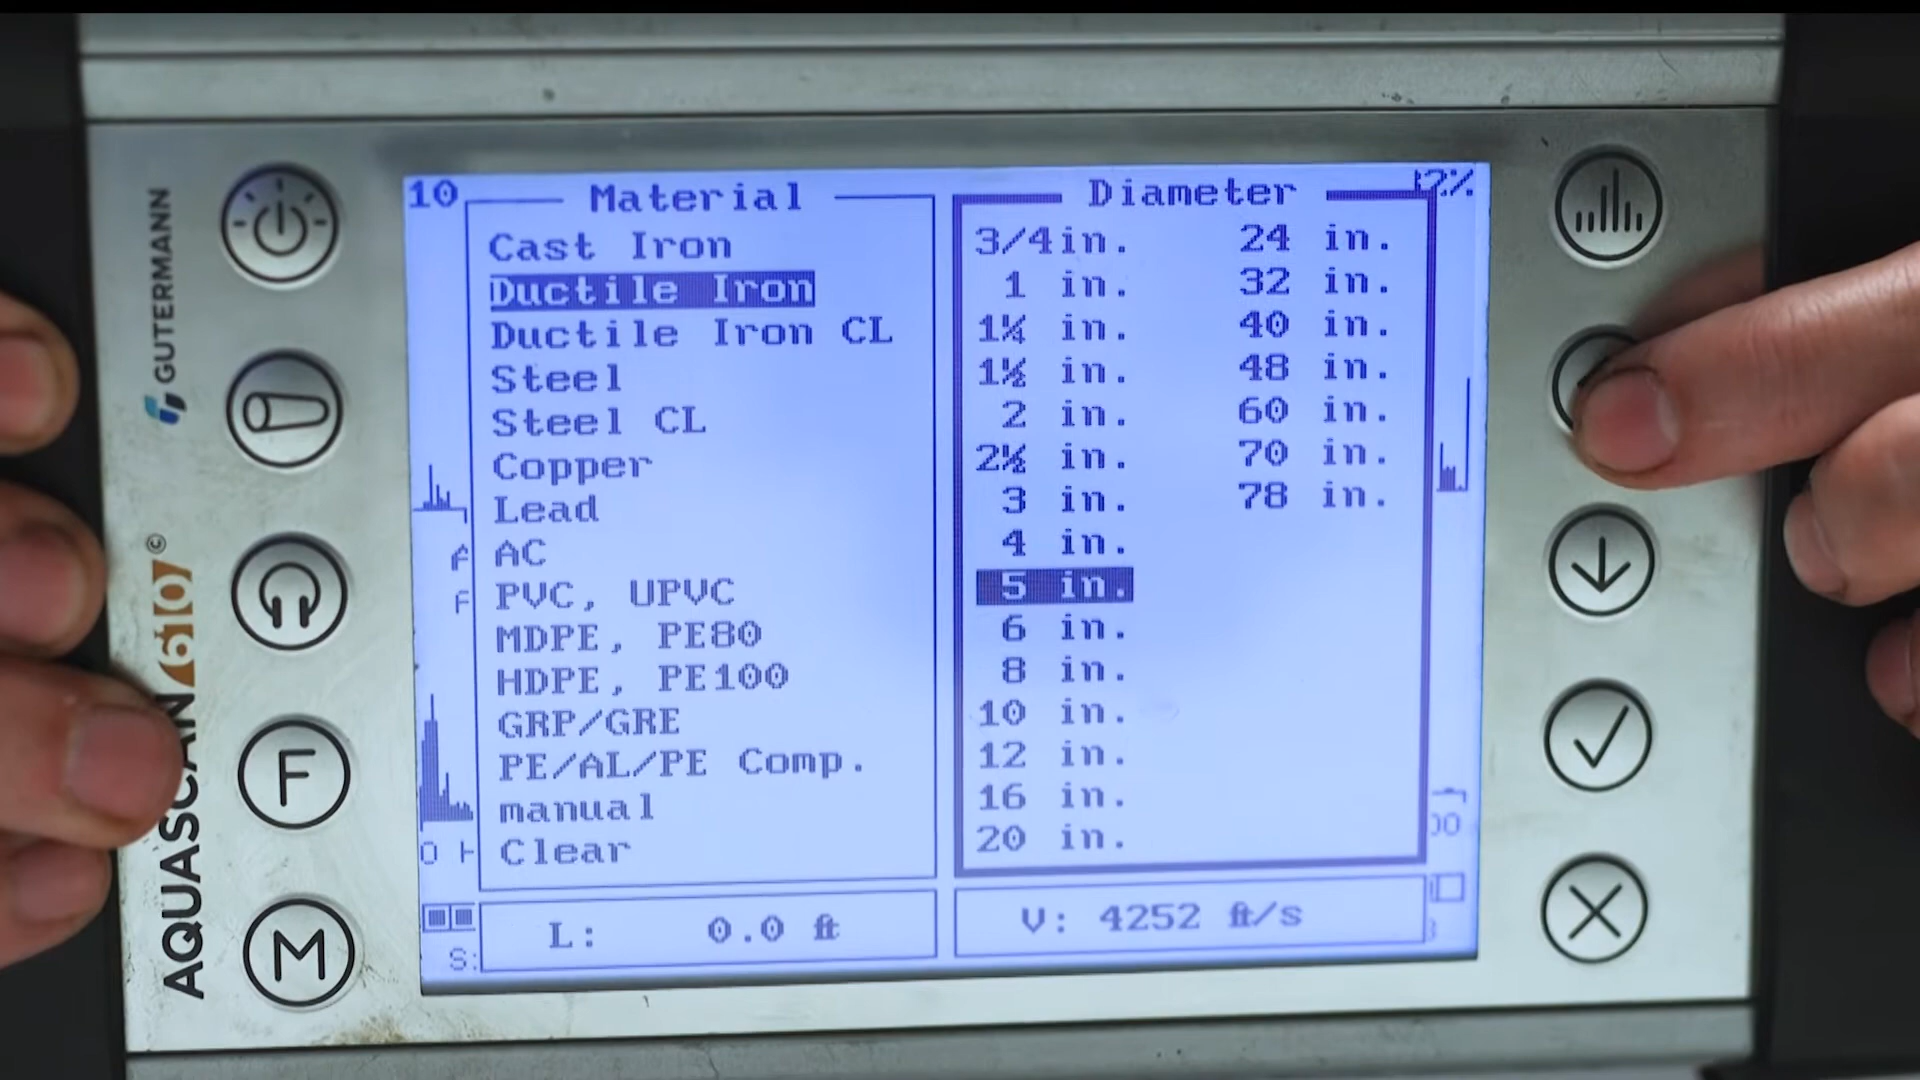 GUTERMANN
AQUASCAN 610©
F
M
10
Material
Cast Iron
Ductile Iron
Ductile Iron CL
Steel
Steel CL
Copper
Lead
AC
PVC, UPVC
MDPE, PE80
HDPE, PE100
GRP/GRE
PE/AL/PE Comp.
manual
Clear
L: 0.0 ft
S:
Diameter
3/4in. 24 in.
1 in. 32 in.
1¼ in. 40 in.
1½ in. 48 in.
2 in. 60 in.
2½ in. 70 in.
3 in. 78 in.
4 in.
5 in.
6 in.
8 in.
10 in.
12 in.
16 in.
20 in.
V: 4252 ft/s